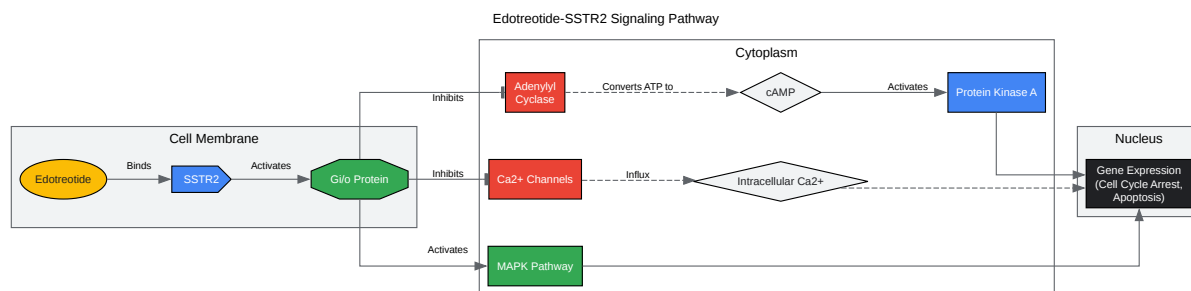 Edotreotide-SSTR2 Signaling Pathway
Cytoplasm
Adenylyl
Cyclase
Converts ATP to
cAMP
Activates
Protein Kinase A
Inhibits
Cell Membrane
Nucleus
Edotreotide
Binds
SSTR2
Activates
Gi/o Protein
Inhibits
Ca2+ Channels
Influx
Intracellular Ca2+
Gene Expression
(Cell Cycle Arrest,
Apoptosis)
Activates
MAPK Pathway